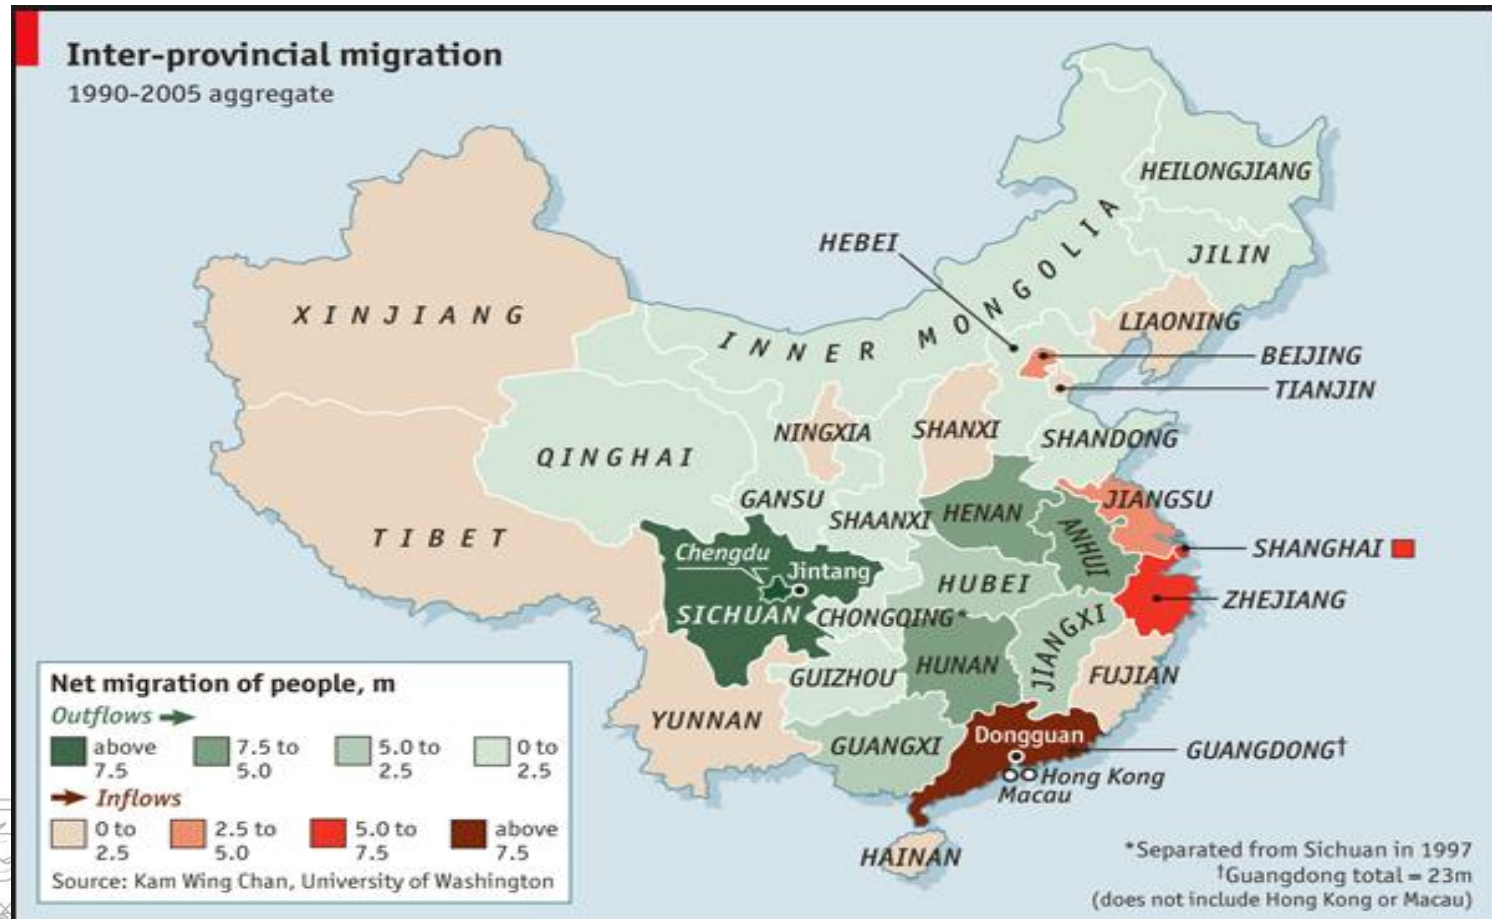 Inter-provincial migration
1990-2005 aggregate
HEILONGJIANG
JILIN
HEBEI
INNER MONGOLIA
LIAONING
XINJIANG
BEIJING
TIANJIN
NINGXIA
SHANXI
SHANDONG
QINGHAI
GANSU
JIANGSU
SHAANXI
HENAN
TIBET
ANHUI
SHANGHAI
Chengdu
Jintang
HUBEI
ZHEJIANG
SICHUAN
CHONGQING*
JIANGXI
HUNAN
FUJIAN
GUIZHOU
YUNNAN
GUANGXI
Dongguan
GUANGDONG†
Hong Kong
Macau
HAINAN
Net migration of people, m
Outflows
above 7.5
7.5 to 5.0
5.0 to 2.5
0 to 2.5
Inflows
0 to 2.5
2.5 to 5.0
5.0 to 7.5
above 7.5
Source: Kam Wing Chan, University of Washington
*Separated from Sichuan in 1997
†Guangdong total = 23m
(does not include Hong Kong or Macau)